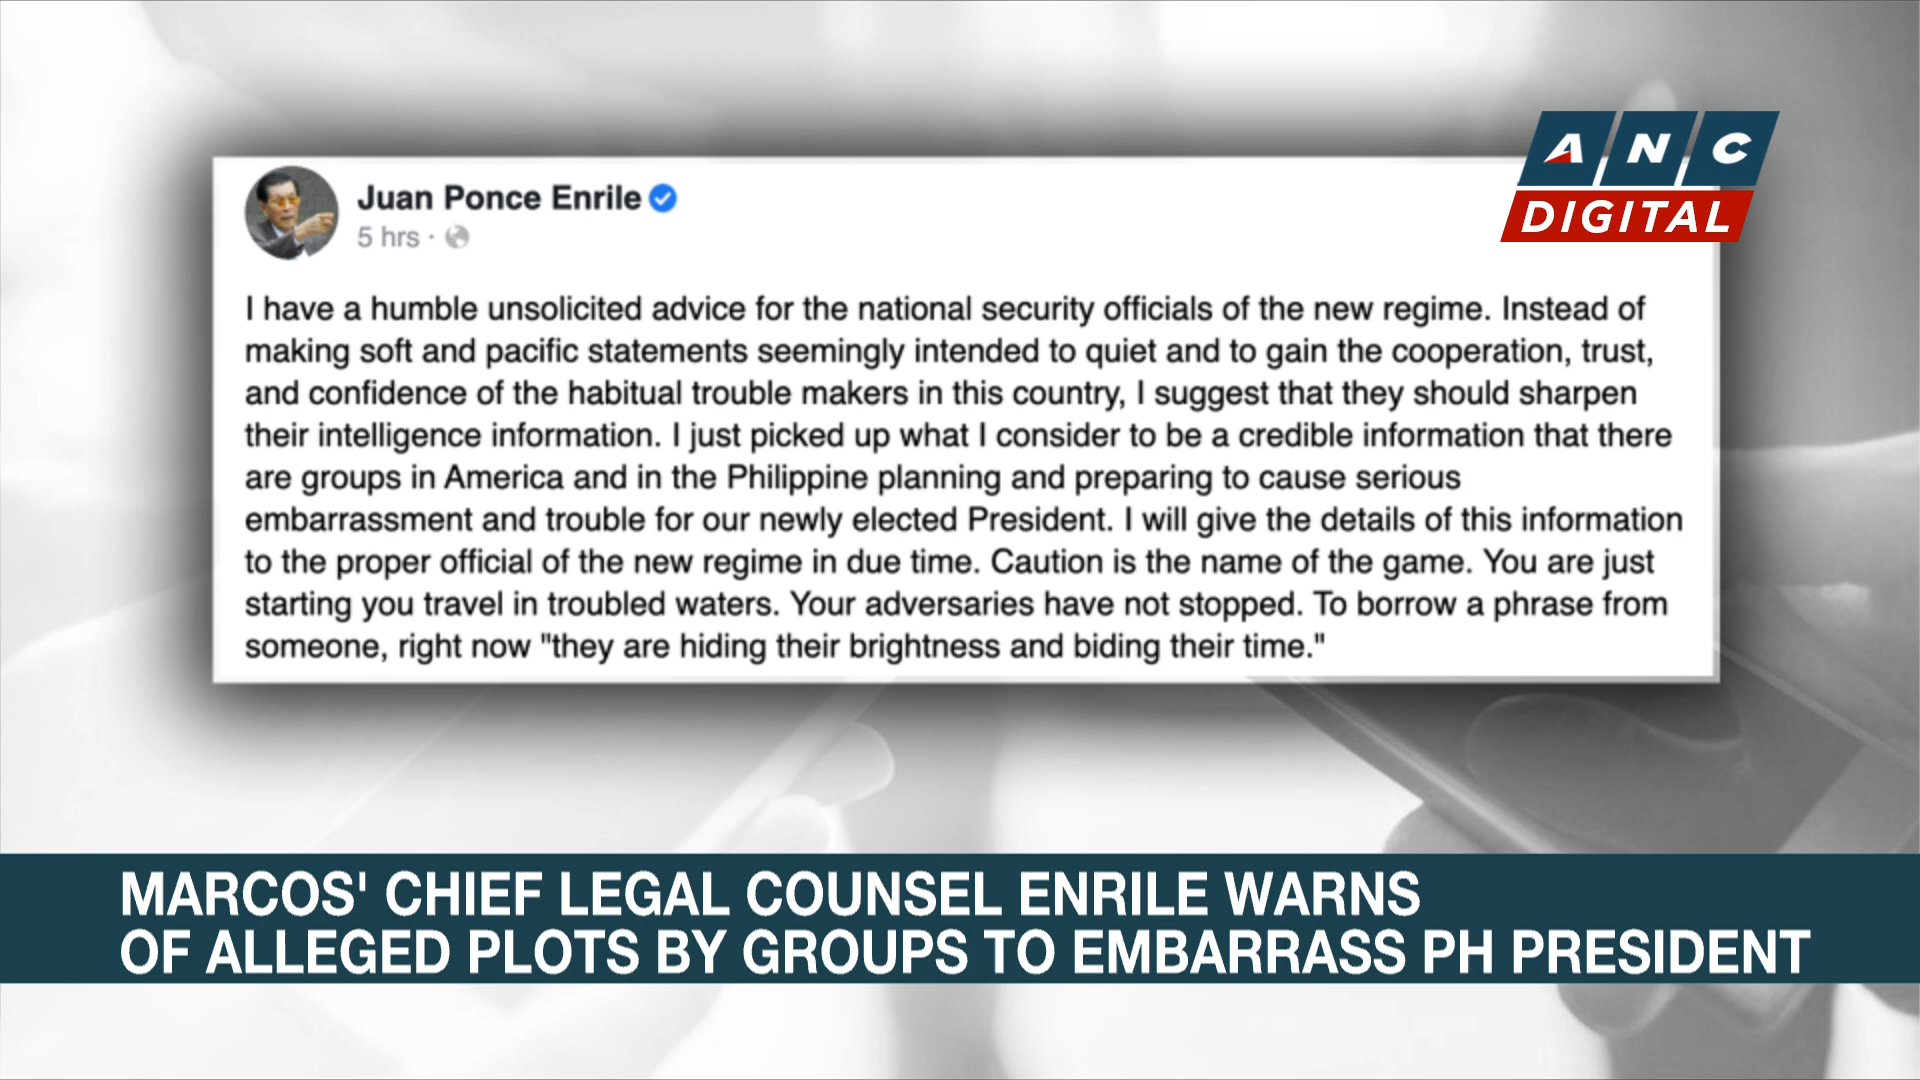 ANC
DIGITAL
Juan Ponce Enrile
5 hrs ·
I have a humble unsolicited advice for the national security officials of the new regime. Instead of
making soft and pacific statements seemingly intended to quiet and to gain the cooperation, trust,
and confidence of the habitual trouble makers in this country, I suggest that they should sharpen
their intelligence information. I just picked up what I consider to be a credible information that there
are groups in America and in the Philippine planning and preparing to cause serious
embarrassment and trouble for our newly elected President. I will give the details of this information
to the proper official of the new regime in due time. Caution is the name of the game. You are just
starting you travel in troubled waters. Your adversaries have not stopped. To borrow a phrase from
someone, right now "they are hiding their brightness and biding their time."
MARCOS' CHIEF LEGAL COUNSEL ENRILE WARNS
OF ALLEGED PLOTS BY GROUPS TO EMBARRASS PH PRESIDENT